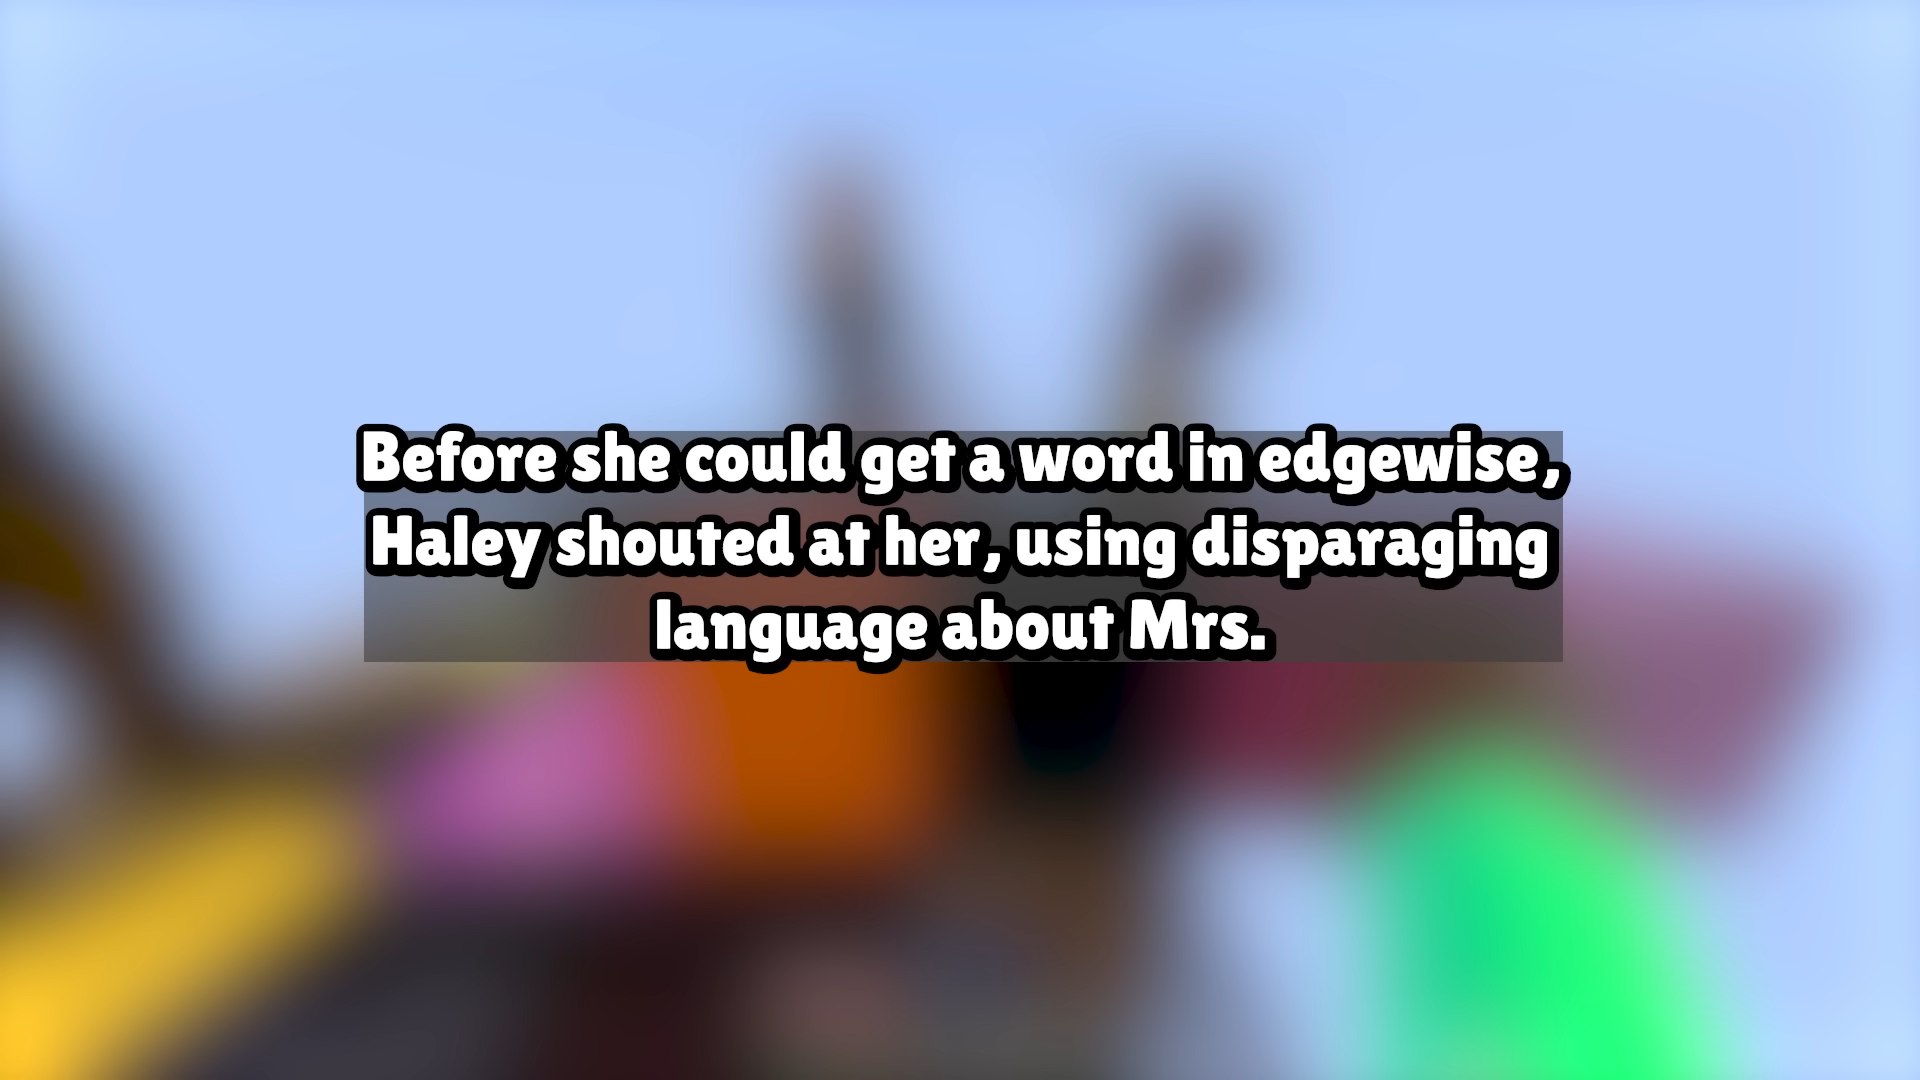 Before she could get a word in edgewise,
Haley shouted at her, using disparaging
language about Mrs.